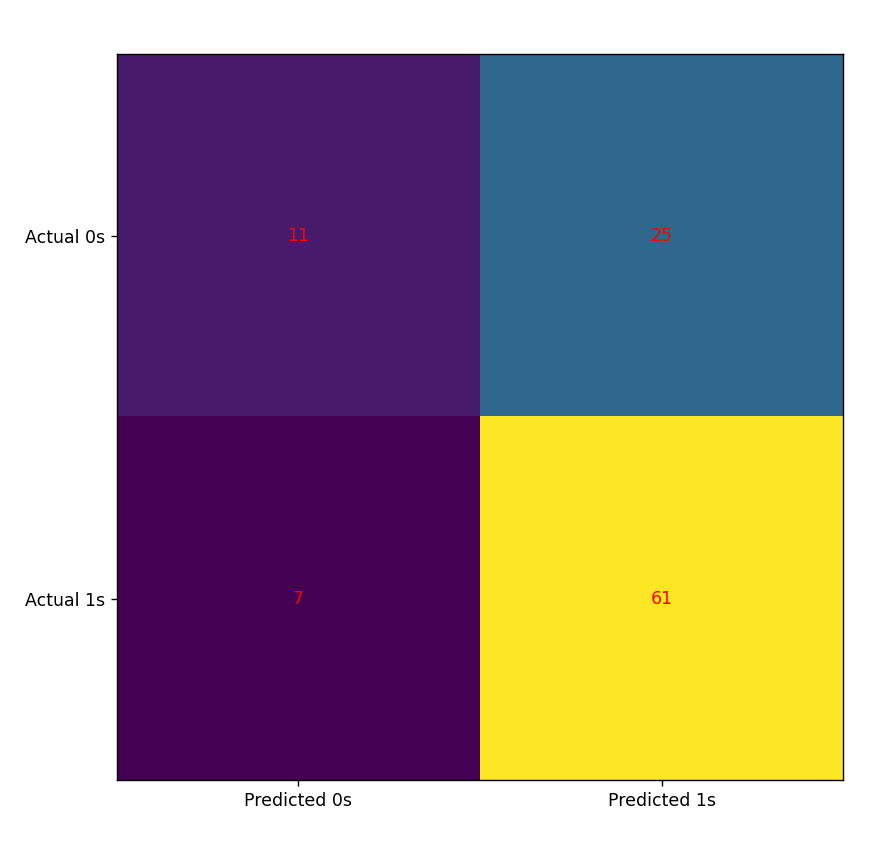 Actual 0s
11
25
Actual 1s
7
61
Predicted 0s
Predicted 1s